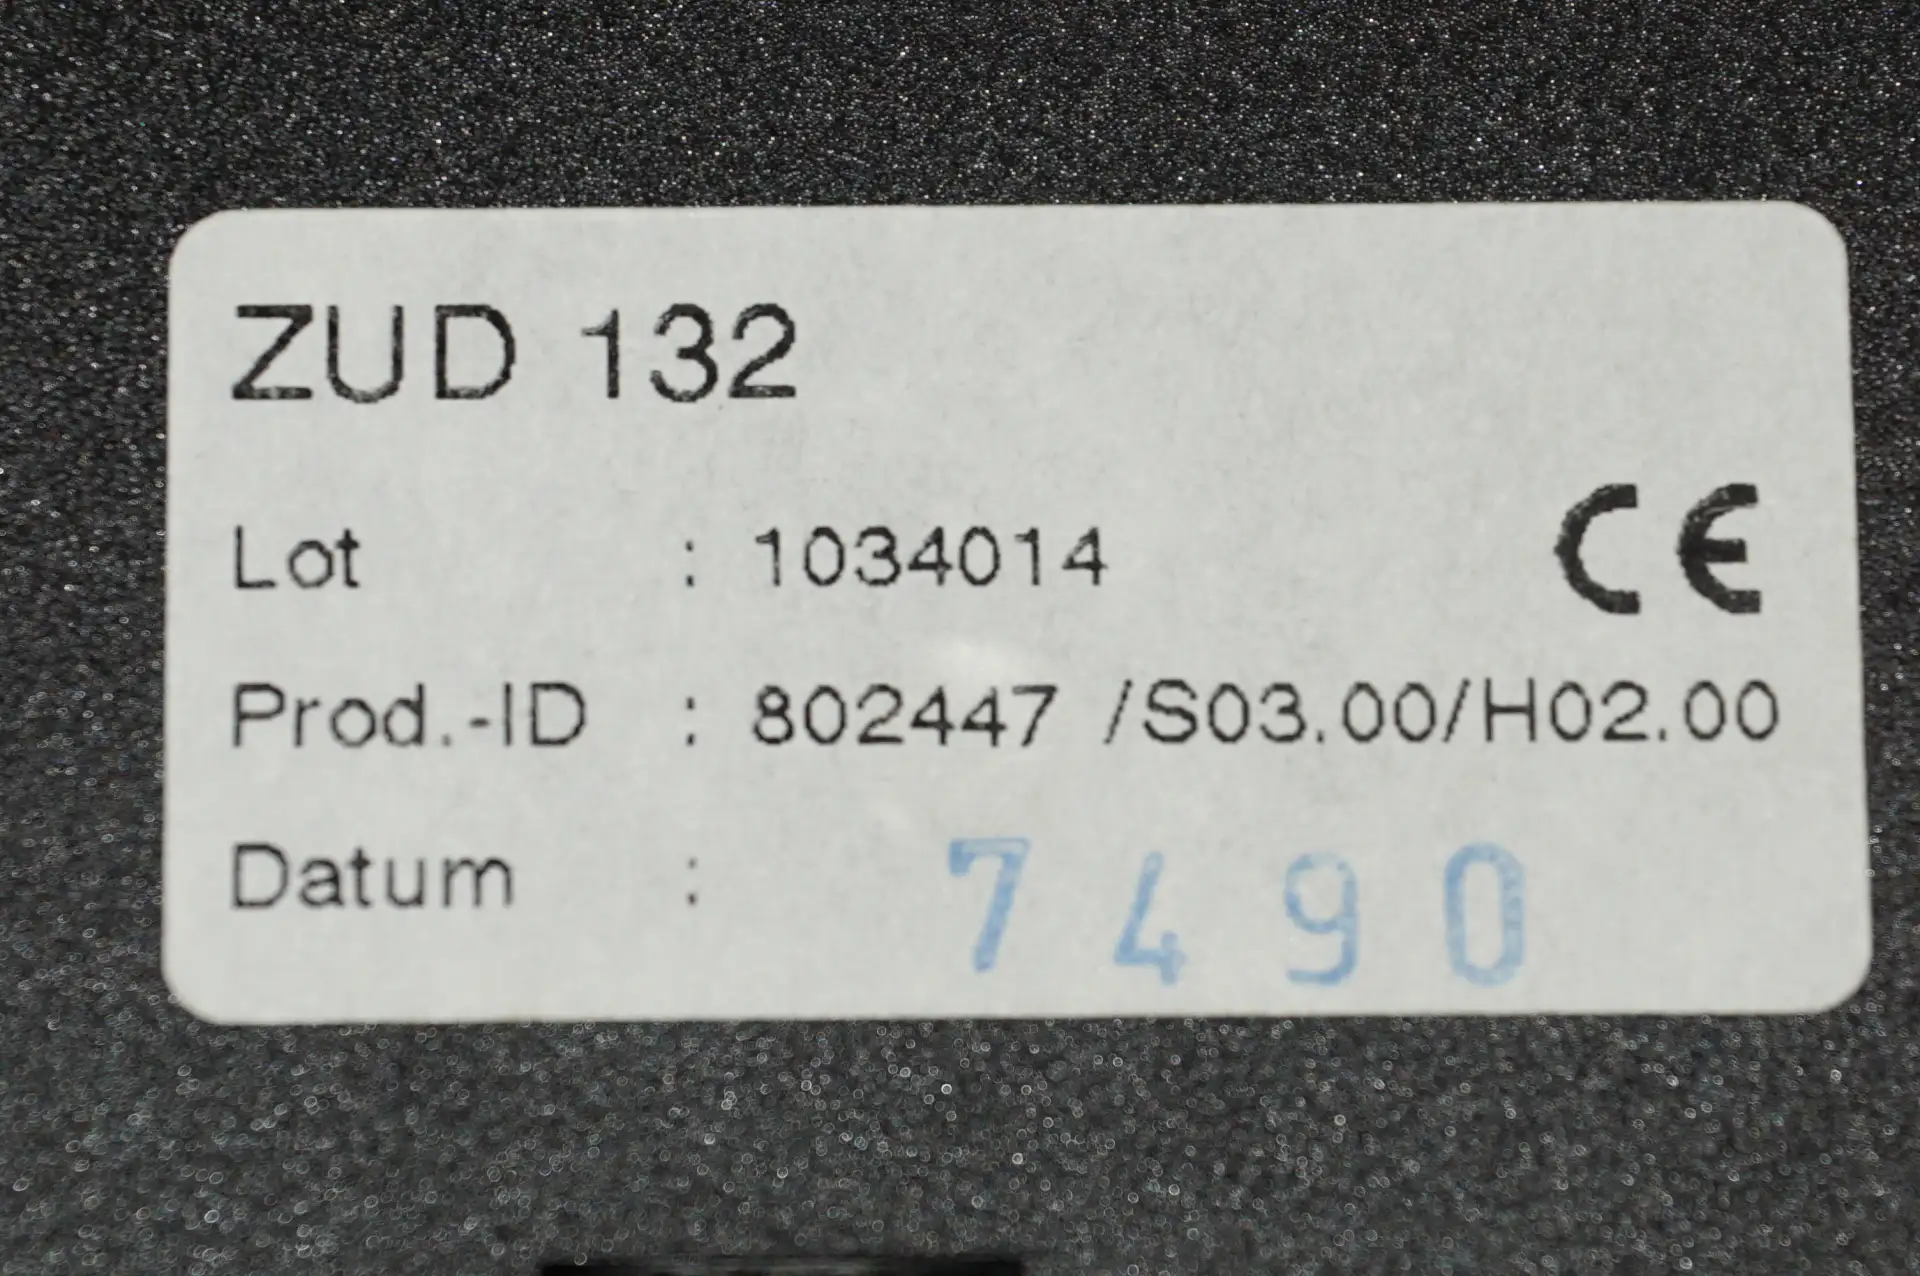 ZUD 132
Lot : 1034014 CE
Prod.-ID : 802447 /S03.00/H02.00
Datum : 7490